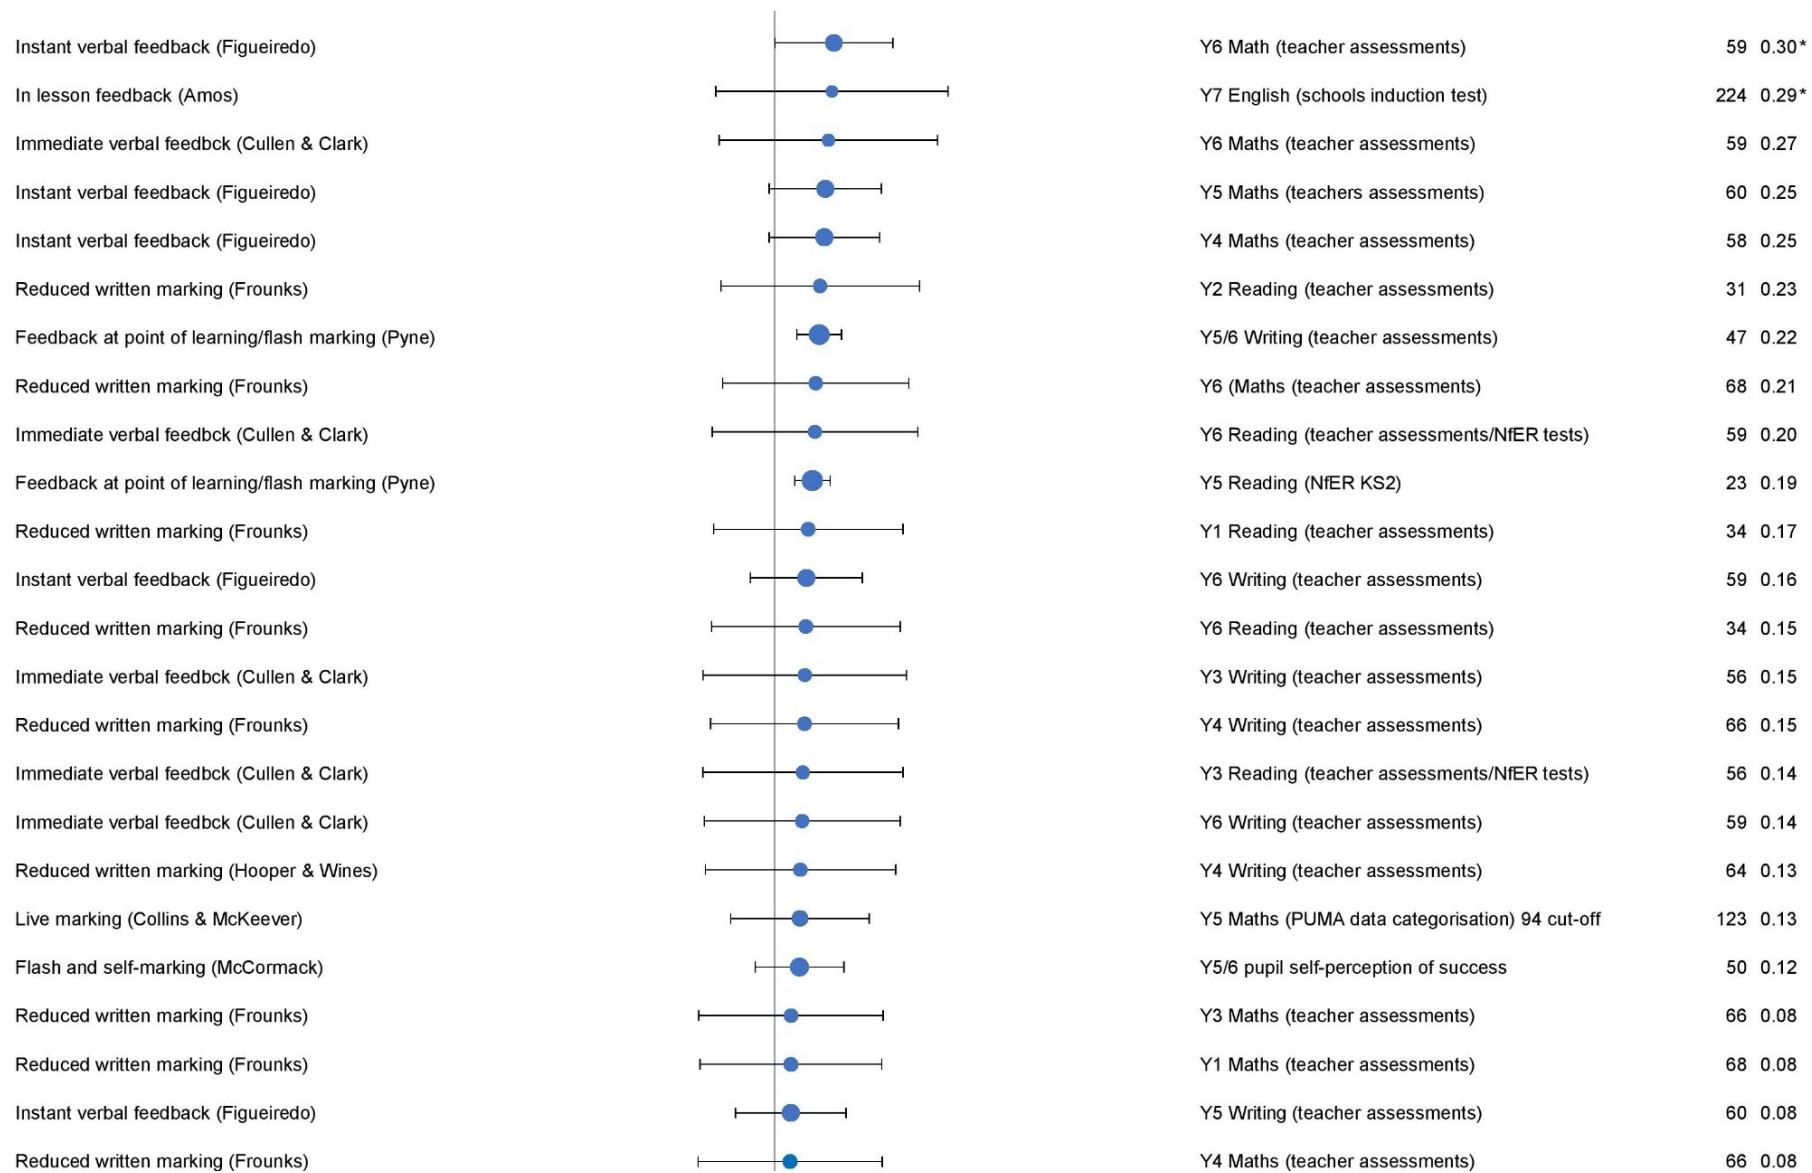 Instant verbal feedback (Figueiredo) Y6 Math (teacher assessments) 59 0.30*
In lesson feedback (Amos) Y7 English (schools induction test) 224 0.29*
Immediate verbal feedbck (Cullen & Clark) Y6 Maths (teacher assessments) 59 0.27
Instant verbal feedback (Figueiredo) Y5 Maths (teachers assessments) 60 0.25
Instant verbal feedback (Figueiredo) Y4 Maths (teacher assessments) 58 0.25
Reduced written marking (Frounks) Y2 Reading (teacher assessments) 31 0.23
Feedback at point of learning/flash marking (Pyne) Y5/6 Writing (teacher assessments) 47 0.22
Reduced written marking (Frounks) Y6 (Maths (teacher assessments) 68 0.21
Immediate verbal feedbck (Cullen & Clark) Y6 Reading (teacher assessments/NfER tests) 59 0.20
Feedback at point of learning/flash marking (Pyne) Y5 Reading (NfER KS2) 23 0.19
Reduced written marking (Frounks) Y1 Reading (teacher assessments) 34 0.17
Instant verbal feedback (Figueiredo) Y6 Writing (teacher assessments) 59 0.16
Reduced written marking (Frounks) Y6 Reading (teacher assessments) 34 0.15
Immediate verbal feedbck (Cullen & Clark) Y3 Writing (teacher assessments) 56 0.15
Reduced written marking (Frounks) Y4 Writing (teacher assessments) 66 0.15
Immediate verbal feedbck (Cullen & Clark) Y3 Reading (teacher assessments/NfER tests) 56 0.14
Immediate verbal feedbck (Cullen & Clark) Y6 Writing (teacher assessments) 59 0.14
Reduced written marking (Hooper & Wines) Y4 Writing (teacher assessments) 64 0.13
Live marking (Collins & McKeever) Y5 Maths (PUMA data categorisation) 94 cut-off 123 0.13
Flash and self-marking (McCormack) Y5/6 pupil self-perception of success 50 0.12
Reduced written marking (Frounks) Y3 Maths (teacher assessments) 66 0.08
Reduced written marking (Frounks) Y1 Maths (teacher assessments) 68 0.08
Instant verbal feedback (Figueiredo) Y5 Writing (teacher assessments) 60 0.08
Reduced written marking (Frounks) Y4 Maths (teacher assessments) 66 0.08